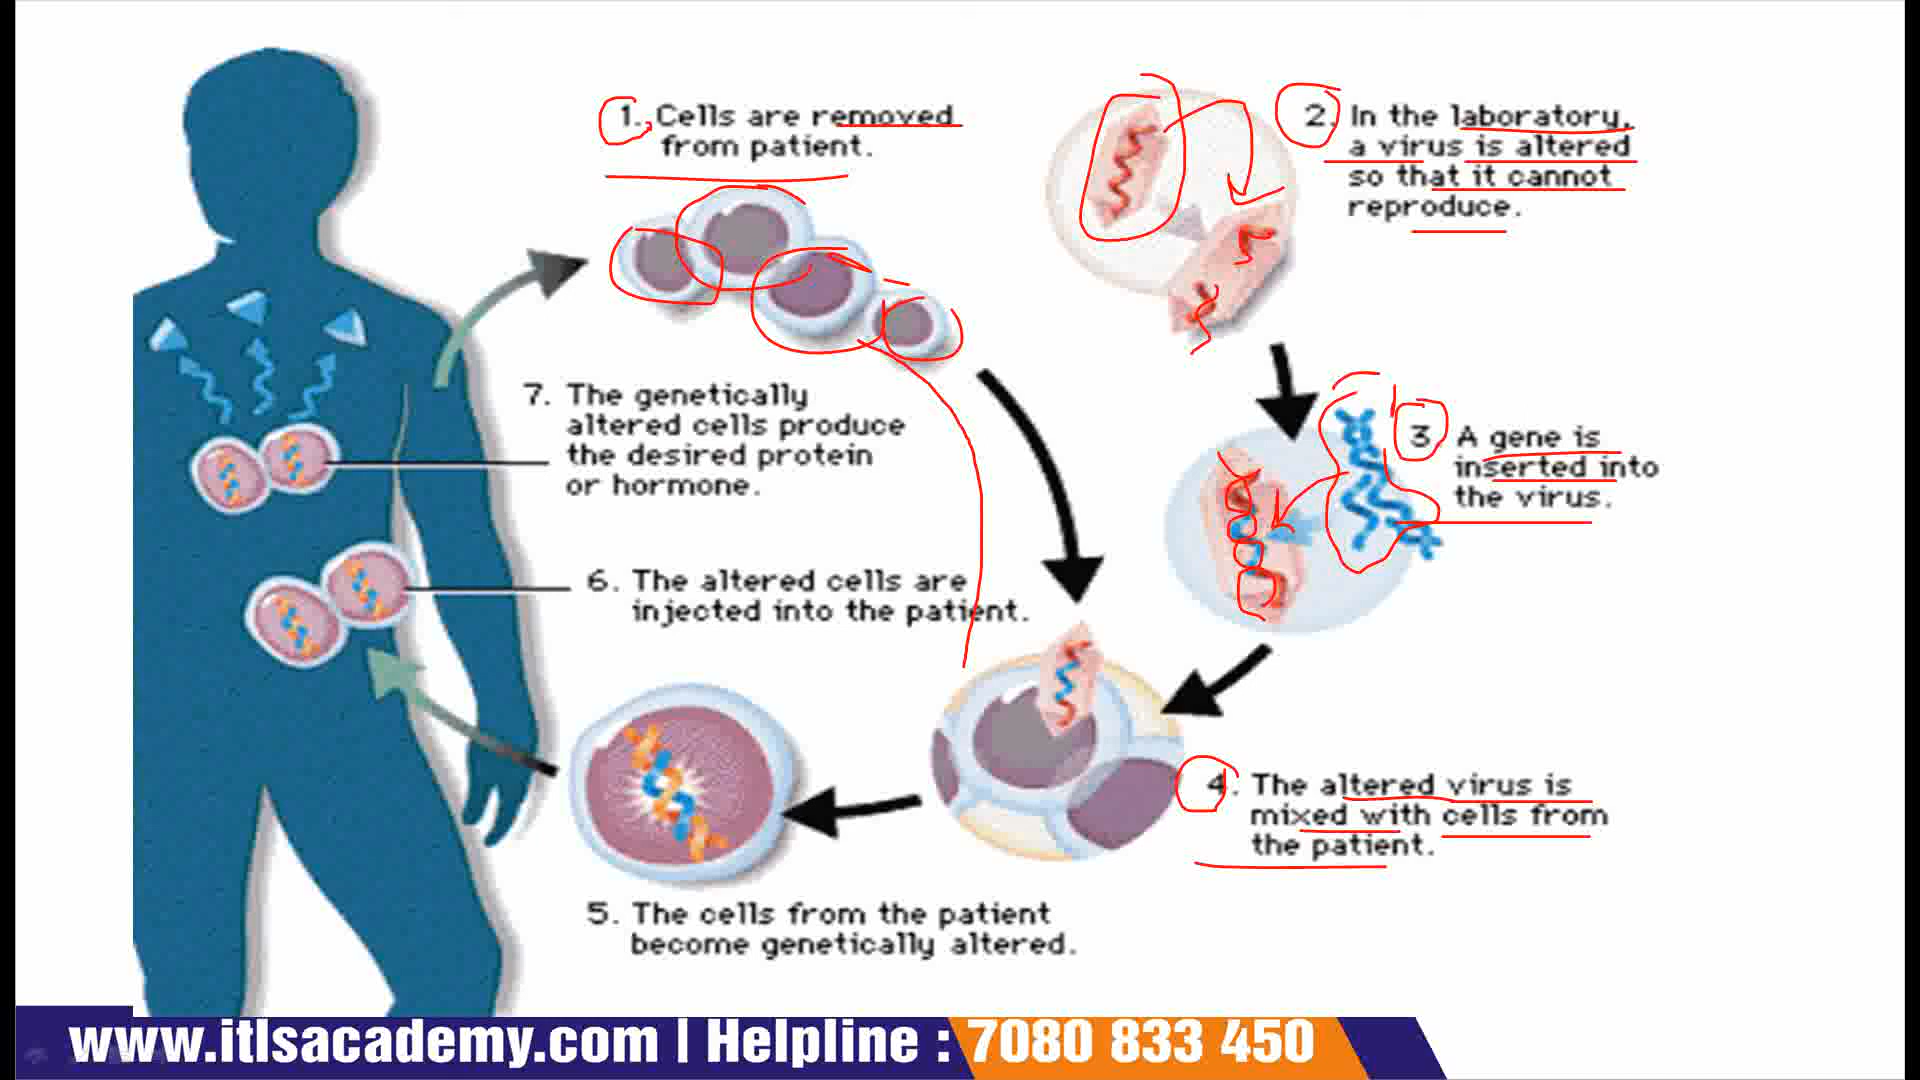 1. Cells are removed
from patient.
2. In the laboratory,
a virus is altered
so that it cannot
reproduce.
3 A gene is
inserted into
the virus.
4. The altered virus is
mixed with cells from
the patient.
5. The cells from the patient
become genetically altered.
6. The altered cells are
injected into the patient.
7. The genetically
altered cells produce
the desired protein
or hormone.
www.itlsacademy.com | Helpline : 7080 833 450